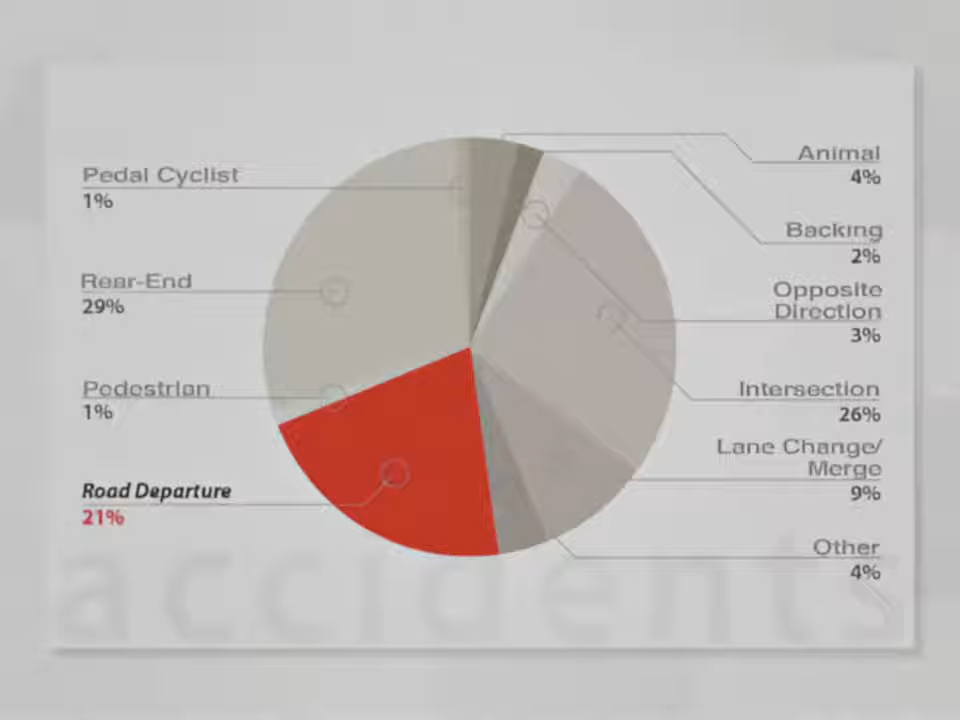 Pedal Cyclist
1%
Rear-End
29%
Pedestrian
1%
Road Departure
21%
Animal
4%
Backing
2%
Opposite
Direction
3%
Intersection
26%
Lane Change/
Merge
9%
Other
4%
accidents